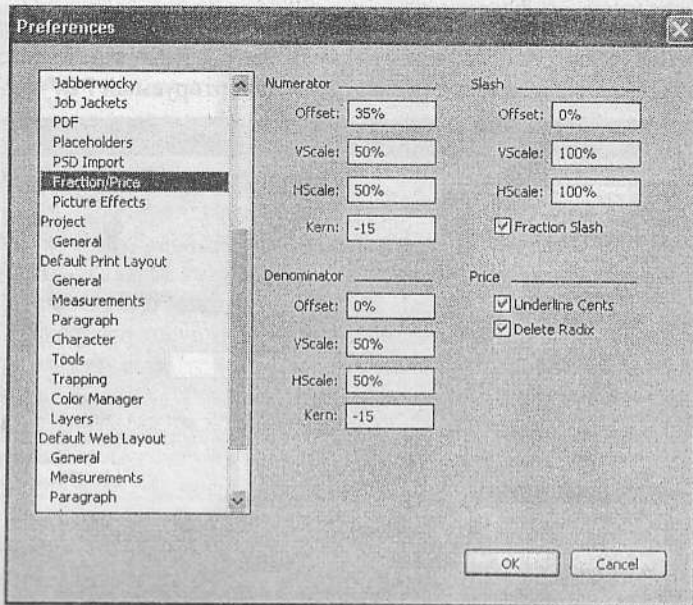 Preferences
Jabberwocky
Job Jackets
PDF
Placeholders
PSD Import
Fraction/Price
Picture Effects
Project
General
Default Print Layout
General
Measurements
Paragraph
Character
Tools
Trapping
Color Manager
Layers
Default Web Layout
General
Measurements
Paragraph
Numerator
Offset: 35%
VScale: 50%
HScale: 50%
Kern: -15
Denominator
Offset: 0%
VScale: 50%
HScale: 50%
Kern: -15
Slash
Offset: 0%
VScale: 100%
HScale: 100%
Fraction Slash
Price
Underline Cents
Delete Radix
OK Cancel